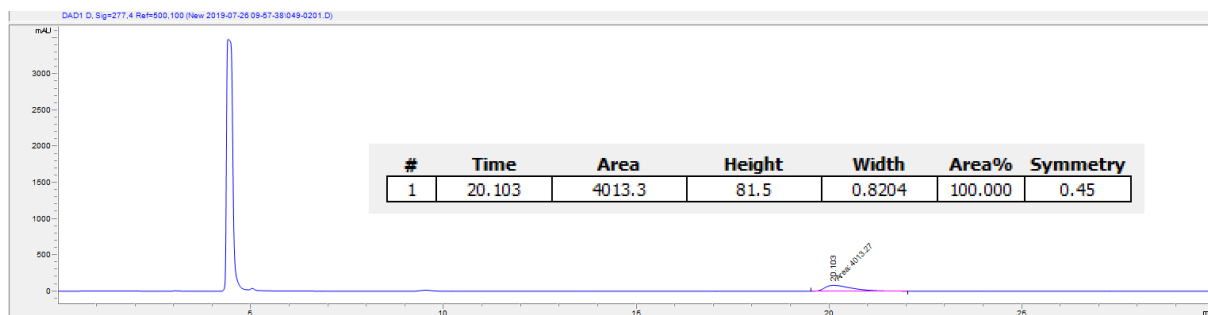 DAD1 D, Sig=277,4 Ref=500,100 (New 2019-07-26 09-57-38\049-0201.D)
mAU
3000
2500
2000
1500
1000
500
0
# Time Area Height Width Area% Symmetry
1 20.103 4013.3 81.5 0.8204 100.000 0.45
20.103
Area: 4013.27
5 10 15 20 25